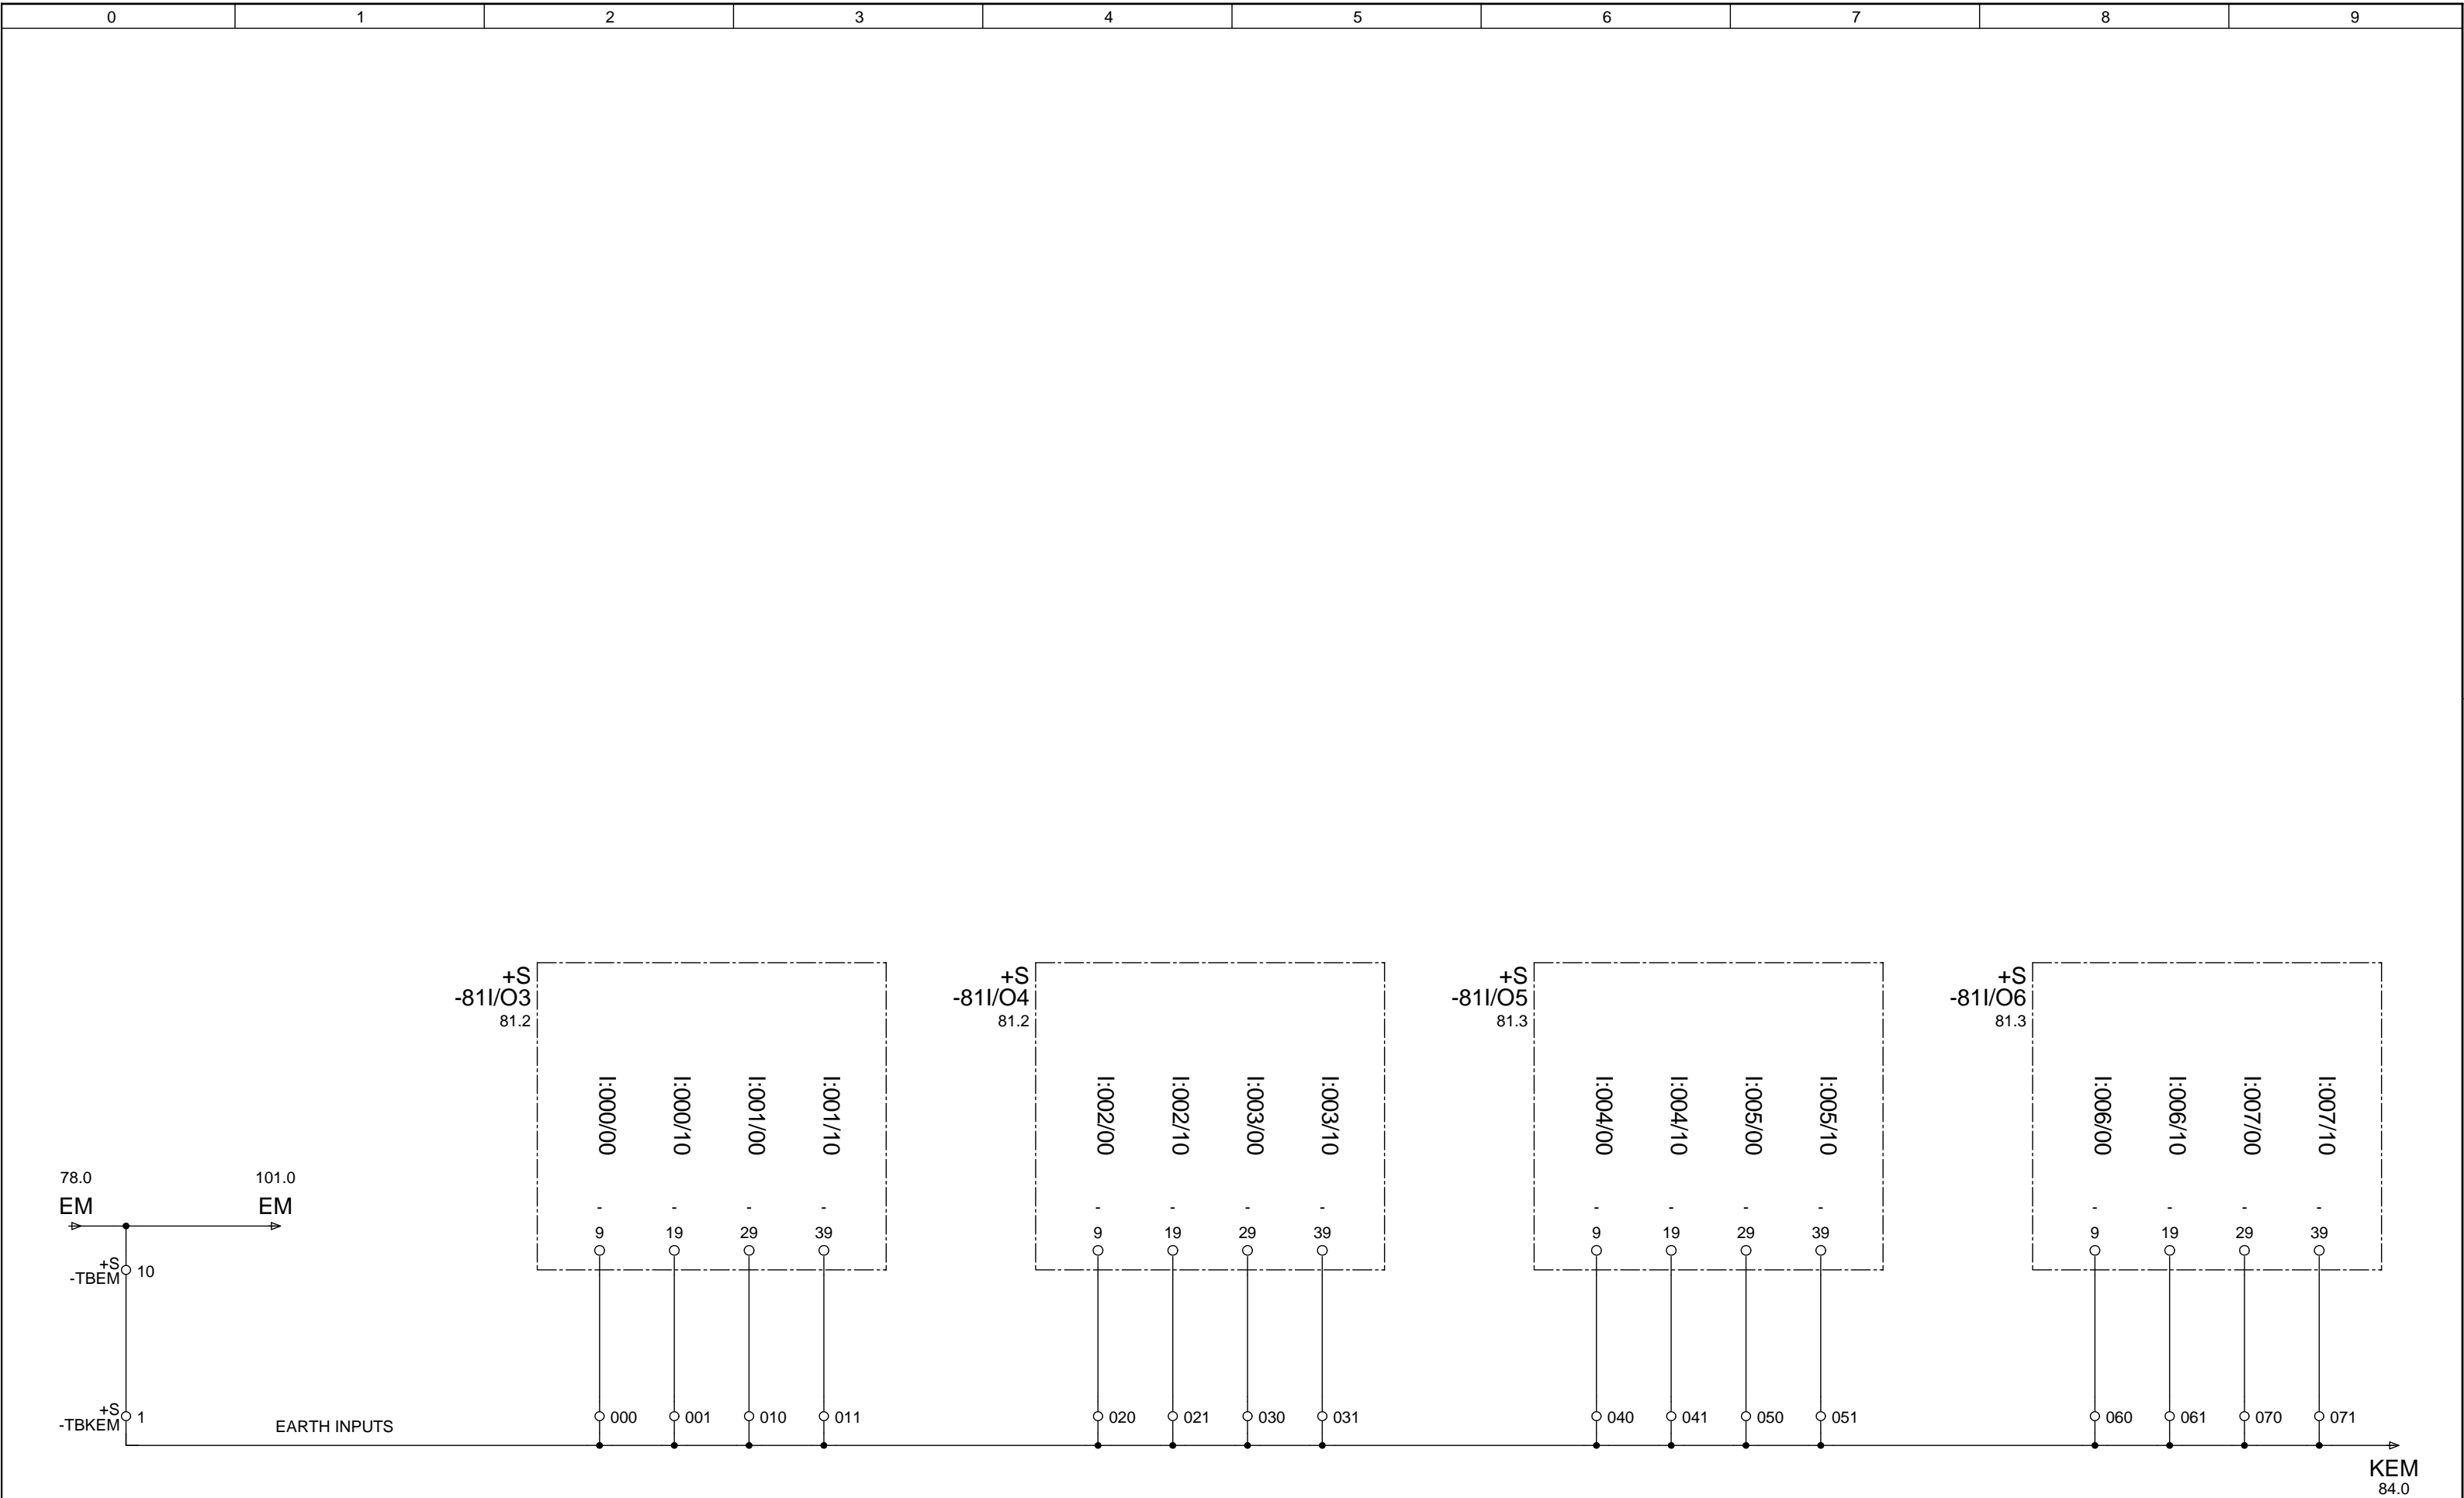 0 1 2 3 4 5 6 7 8 9
+S +S +S +S
-81I/O3 -81I/O4 -81I/O5 -81I/O6
81.2 81.2 81.3 81.3
I:000/00 I:000/10 I:001/00 I:001/10 I:002/00 I:002/10 I:003/00 I:003/10 I:004/00 I:004/10 I:005/00 I:005/10 I:006/00 I:006/10 I:007/00 I:007/10
78.0 101.0
EM EM
- - - - - - - - - - - - - - - -
9 19 29 39 9 19 29 39 9 19 29 39 9 19 29 39
+S
-TBEM 10
+S
-TBKEM 1
000 001 010 011 020 021 030 031 040 041 050 051 060 061 070 071
EARTH INPUTS
KEM
84.0